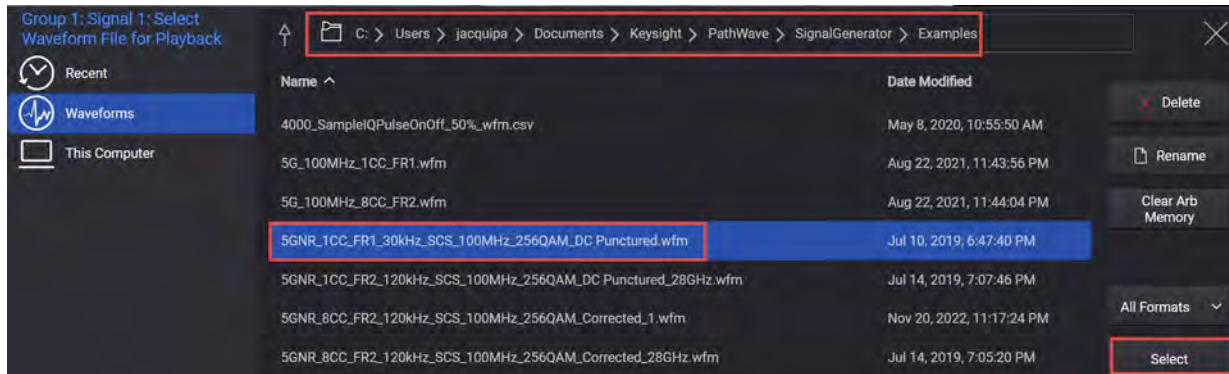 Group 1: Signal 1: Select
Waveform File for Playback
C: > Users > jacquipa > Documents > Keysight > PathWave > SignalGenerator > Examples
Recent
Waveforms
This Computer
Name Date Modified
4000_SampleIQPulseOnOff_50%_wfm.csv May 8, 2020, 10:55:50 AM
5G_100MHz_1CC_FR1.wfm Aug 22, 2021, 11:43:56 PM
5G_100MHz_8CC_FR2.wfm Aug 22, 2021, 11:44:04 PM
5GNR_1CC_FR1_30kHz_SCS_100MHz_256QAM_DC Punctured.wfm Jul 10, 2019, 6:47:40 PM
5GNR_1CC_FR2_120kHz_SCS_100MHz_256QAM_DC Punctured_28GHz.wfm Jul 14, 2019, 7:07:46 PM
5GNR_8CC_FR2_120kHz_SCS_100MHz_256QAM_Corrected_1.wfm Nov 20, 2022, 11:17:24 PM
5GNR_8CC_FR2_120kHz_SCS_100MHz_256QAM_Corrected_28GHz.wfm Jul 14, 2019, 7:05:20 PM
Delete
Rename
Clear Arb
Memory
All Formats
Select